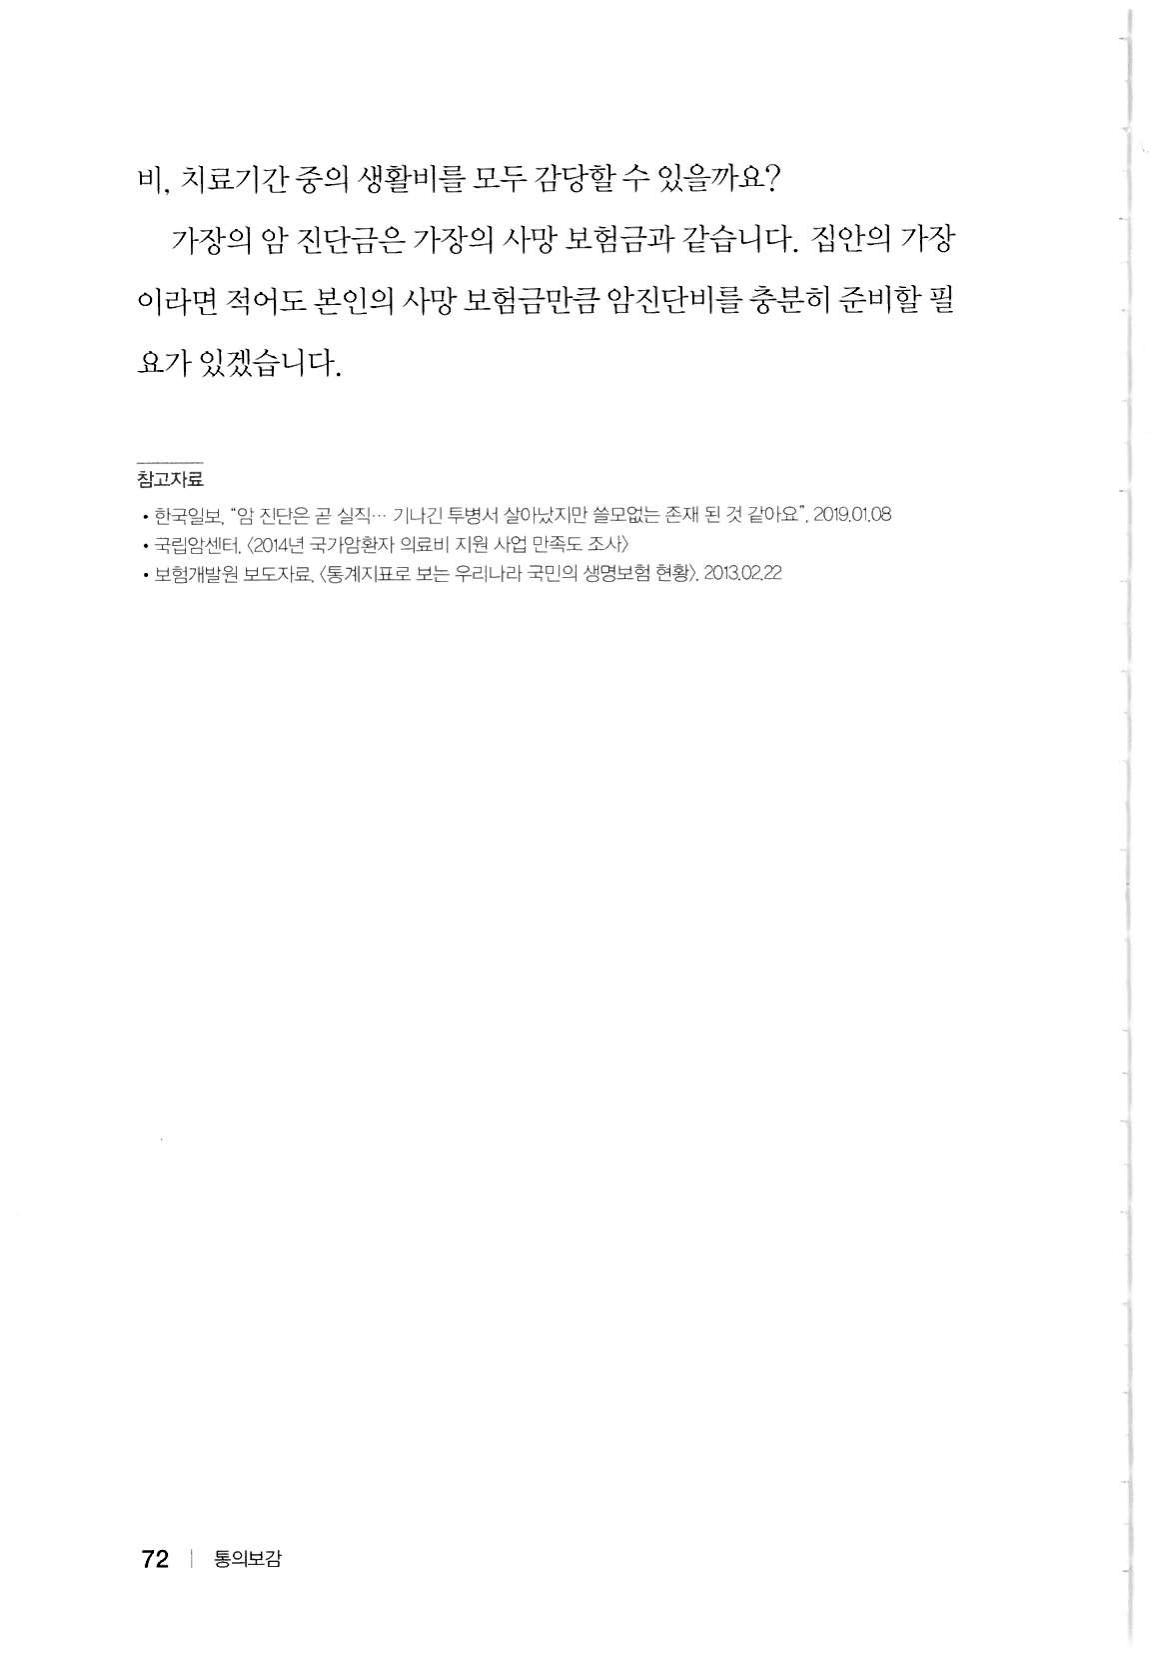 비, 치료기간 중의 생활비를 모두 감당할 수 있을까요?
가장의 암 진단금은 가장의 사망 보험금과 같습니다. 집안의 가장
이라면 적어도 본인의 사망 보험금만큼 암진단비를 충분히 준비할 필
요가 있겠습니다.
참고자료
• 한국일보, “암 진단은 곧 실직… 기나긴 투병서 살아났지만 쓸모없는 존재 된 것 같아요”, 2019.01.08
• 국립암센터, 〈2014년 국가암환자 의료비 지원 사업 만족도 조사〉
• 보험개발원 보도자료, 〈통계지표로 보는 우리나라 국민의 생명보험 현황〉, 2013.02.22
72 | 통의보감